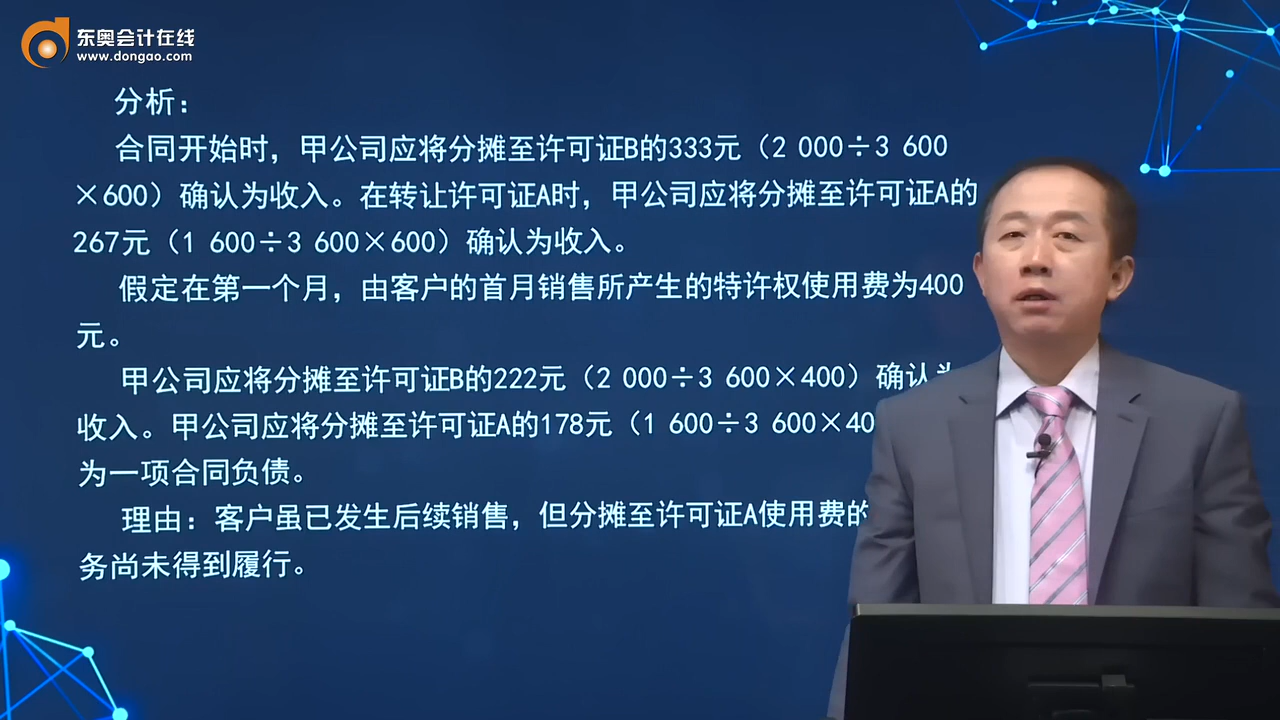 东奥会计在线
www.dongao.com
分析：
合同开始时，甲公司应将分摊至许可证B的333元（2 000÷3 600
×600）确认为收入。在转让许可证A时，甲公司应将分摊至许可证A的
267元（1 600÷3 600×600）确认为收入。
假定在第一个月，由客户的首月销售所产生的特许权使用费为400
元。
甲公司应将分摊至许可证B的222元（2 000÷3 600×400）确认
收入。甲公司应将分摊至许可证A的178元（1 600÷3 600×40
为一项合同负债。
理由：客户虽已发生后续销售，但分摊至许可证A使用费的
务尚未得到履行。